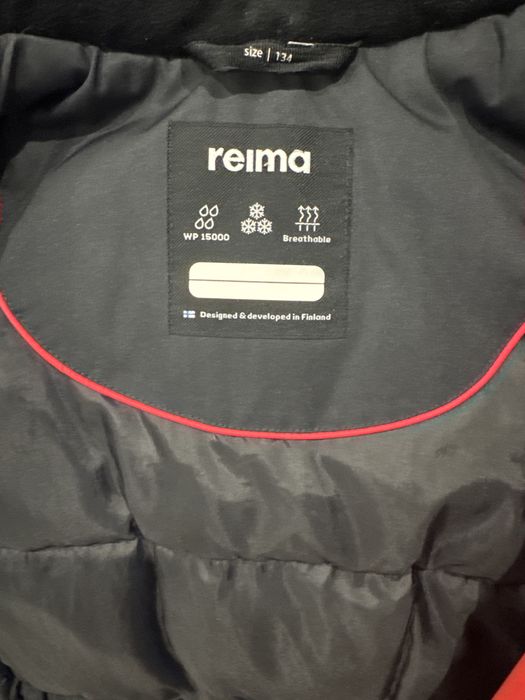 size | 134
reima
WP 15000
Breathable
Designed & developed in Finland